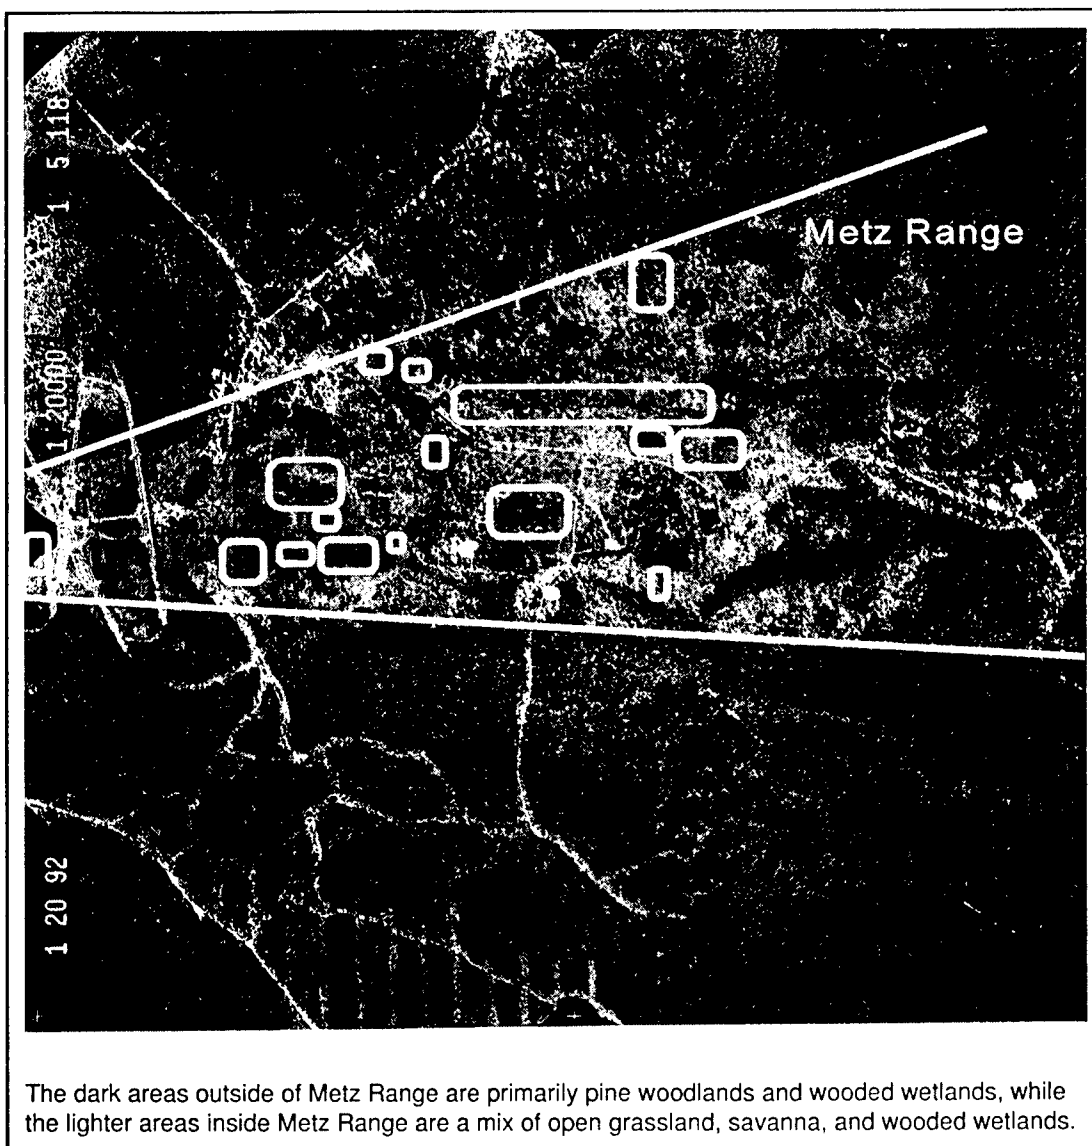 1 5 118
Metz Range
1 20000
1 20 92
The dark areas outside of Metz Range are primarily pine woodlands and wooded wetlands, while
the lighter areas inside Metz Range are a mix of open grassland, savanna, and wooded wetlands.